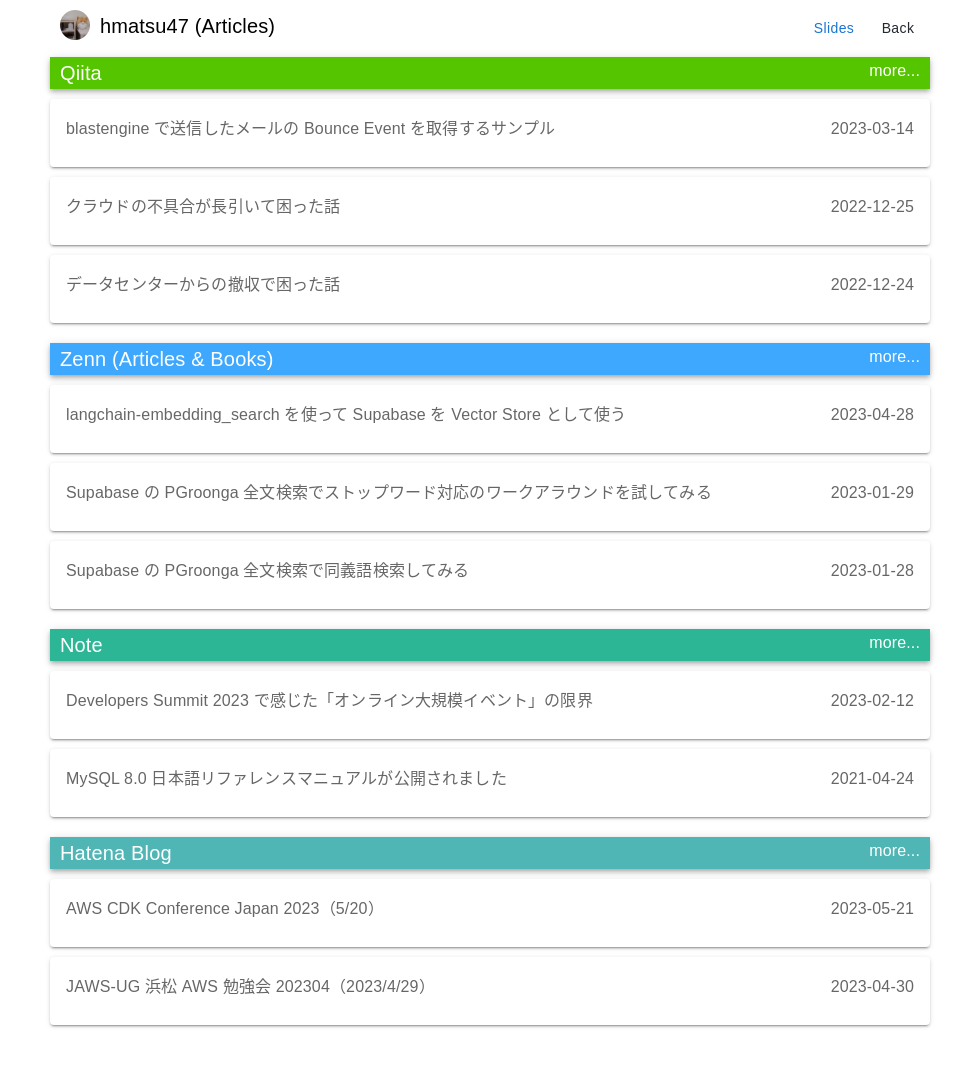 hmatsu47 (Articles)
Slides
Back
Qiita
more...
blastengine で送信したメールの Bounce Event を取得するサンプル
2023-03-14
クラウドの不具合が長引いて困った話
2022-12-25
データセンターからの撤収で困った話
2022-12-24
Zenn (Articles & Books)
more...
langchain-embedding_search を使って Supabase を Vector Store として使う
2023-04-28
Supabase の PGroonga 全文検索でストップワード対応のワークアラウンドを試してみる
2023-01-29
Supabase の PGroonga 全文検索で同義語検索してみる
2023-01-28
Note
more...
Developers Summit 2023 で感じた「オンライン大規模イベント」の限界
2023-02-12
MySQL 8.0 日本語リファレンスマニュアルが公開されました
2021-04-24
Hatena Blog
more...
AWS CDK Conference Japan 2023（5/20）
2023-05-21
JAWS-UG 浜松 AWS 勉強会 202304（2023/4/29）
2023-04-30